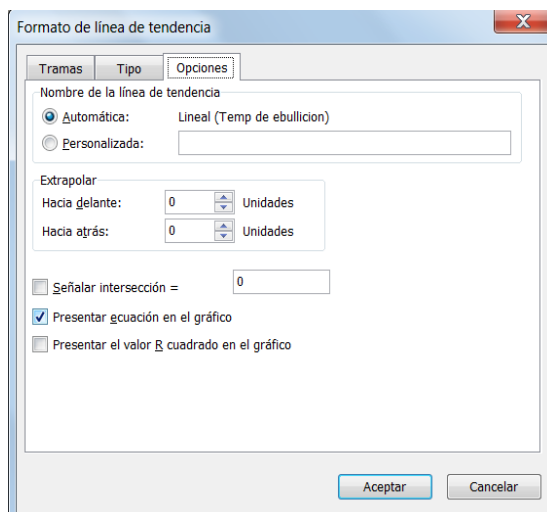 Formato de línea de tendencia
X
Tramas Tipo Opciones
Nombre de la línea de tendencia
Automática: Lineal (Temp de ebullicion)
Personalizada:
Extrapolar
Hacia delante: 0 Unidades
Hacia atrás: 0 Unidades
Señalar intersección = 0
Presentar ecuación en el gráfico
Presentar el valor R cuadrado en el gráfico
Aceptar Cancelar